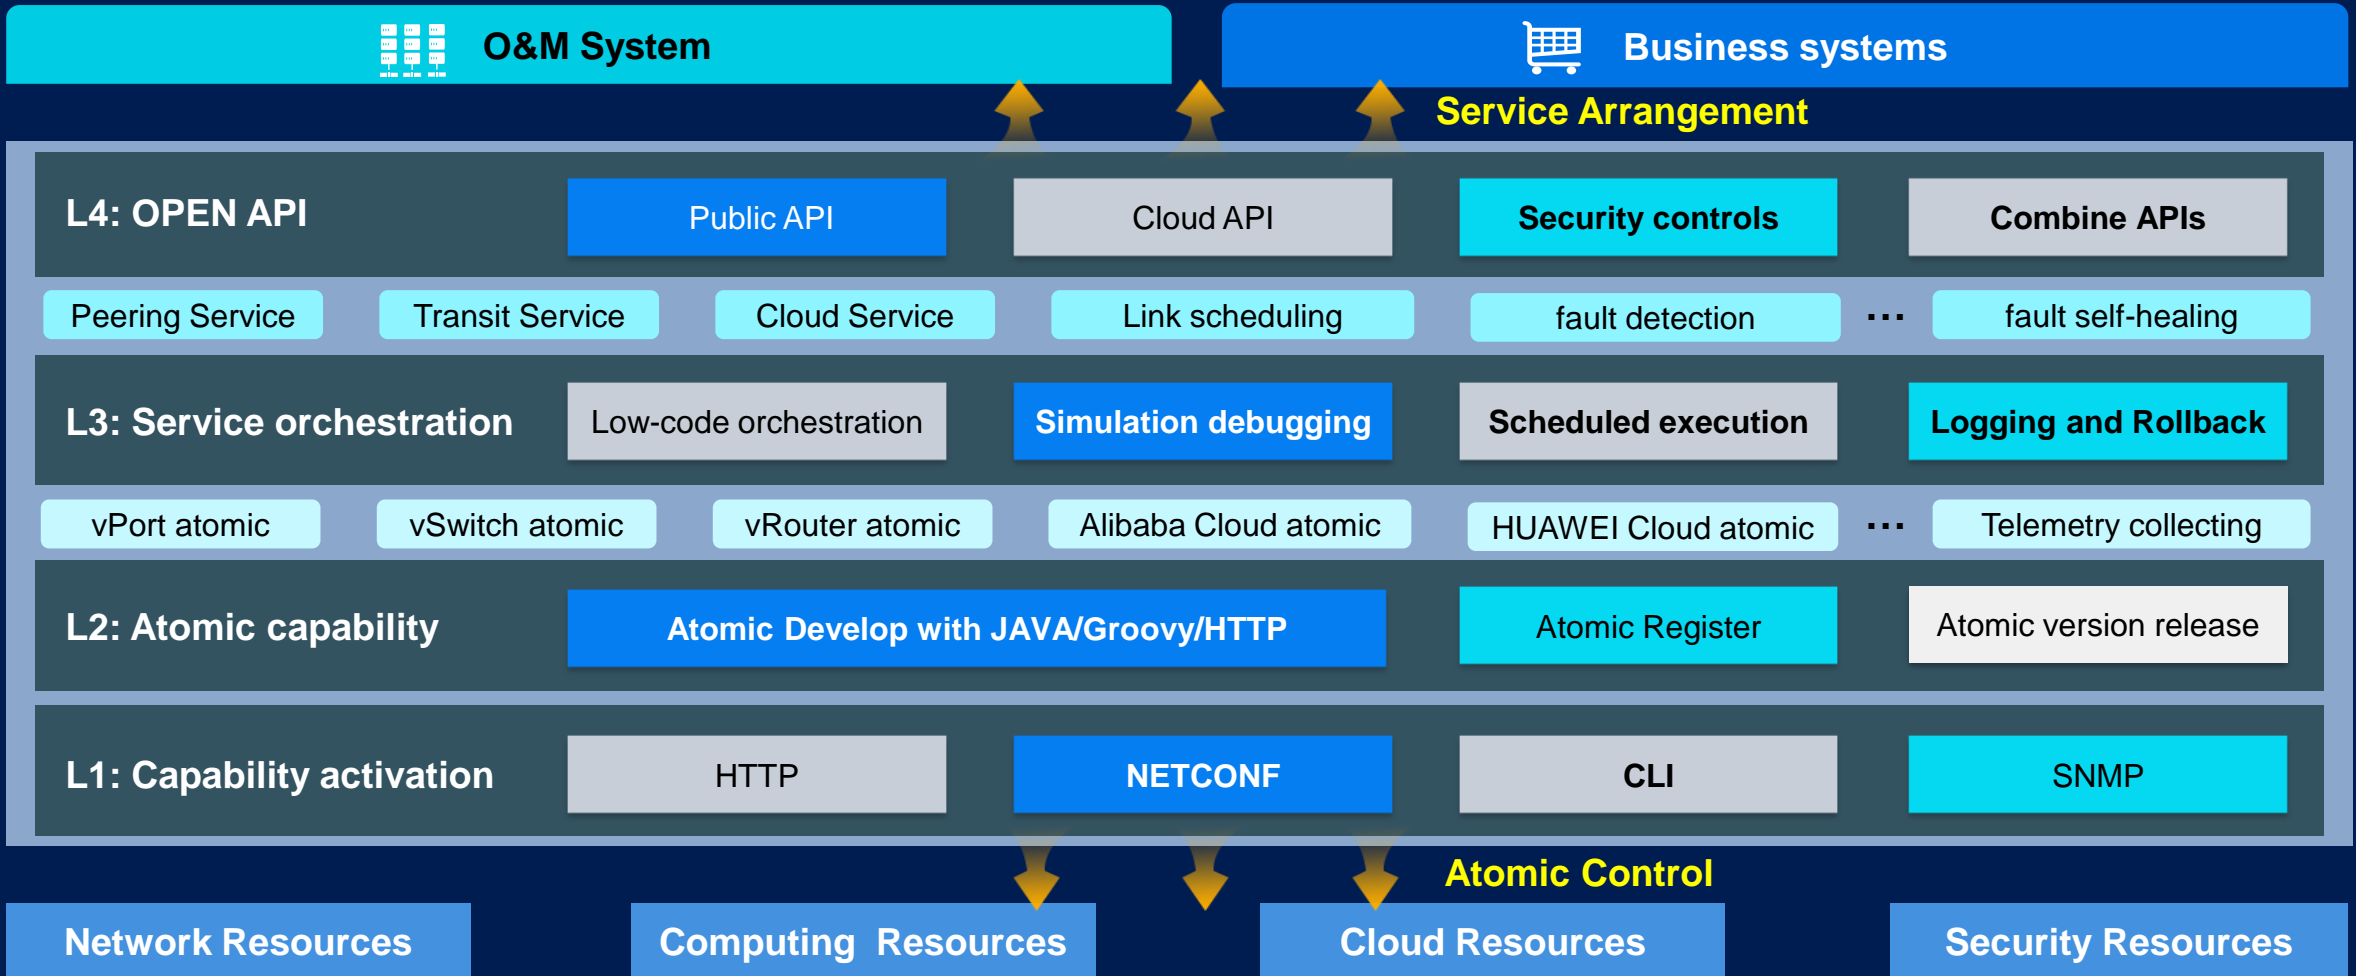 O&M System
Business systems
Service Arrangement
L4: OPEN API
Public API
Cloud API
Security controls
Combine APIs
Peering Service
Transit Service
Cloud Service
Link scheduling
fault detection
...
fault self-healing
L3: Service orchestration
Low-code orchestration
Simulation debugging
Scheduled execution
Logging and Rollback
vPort atomic
vSwitch atomic
vRouter atomic
Alibaba Cloud atomic
HUAWEI Cloud atomic
...
Telemetry collecting
L2: Atomic capability
Atomic Develop with JAVA/Groovy/HTTP
Atomic Register
Atomic version release
L1: Capability activation
HTTP
NETCONF
CLI
SNMP
Atomic Control
Network Resources
Computing Resources
Cloud Resources
Security Resources